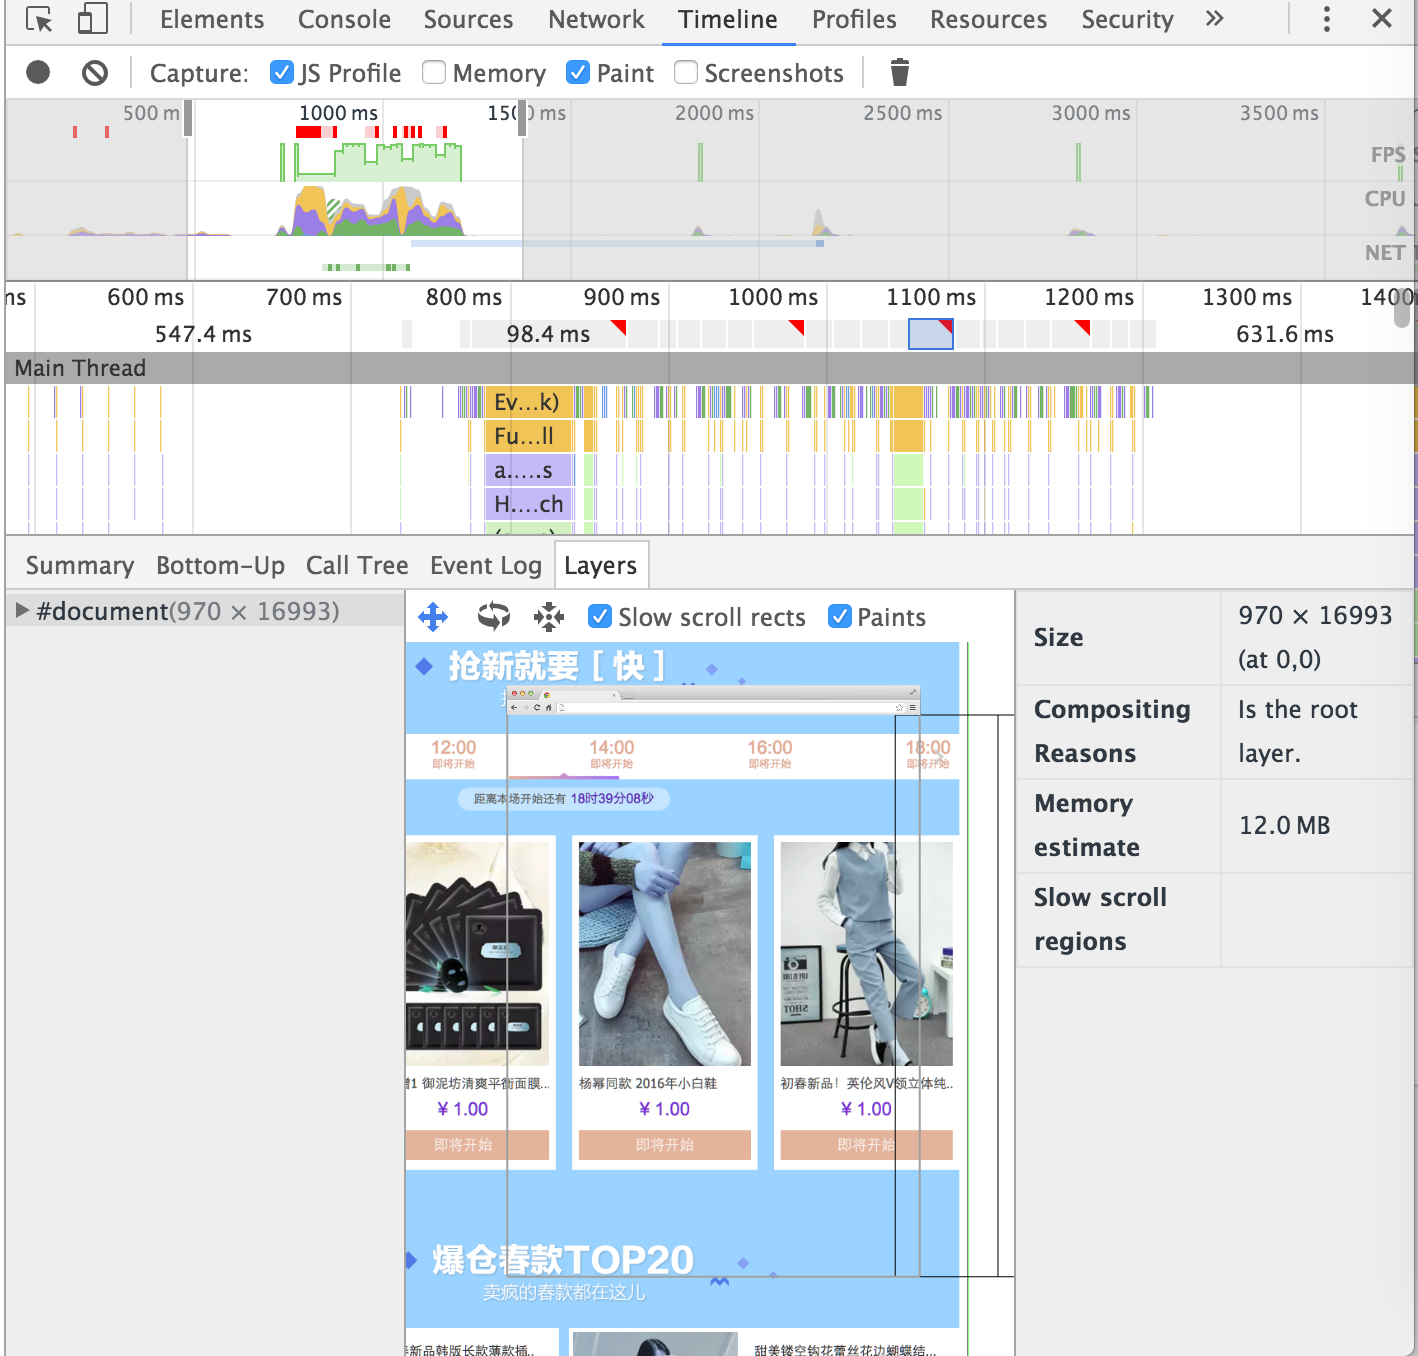 Elements Console Sources Network Timeline Profiles Resources Security »
Capture: JS Profile Memory Paint Screenshots
500 m 1000 ms 1500 ms 2000 ms 2500 ms 3000 ms 3500 ms
FPS
CPU
NET
ns 600 ms 700 ms 800 ms 900 ms 1000 ms 1100 ms 1200 ms 1300 ms 1400
547.4 ms 98.4 ms 631.6 ms
Main Thread
Ev...k)
Fu...ll
a.....s
H....ch
Summary Bottom-Up Call Tree Event Log Layers
#document(970 × 16993)
Slow scroll rects Paints
Size 970 × 16993 (at 0,0)
Compositing Reasons Is the root layer.
Memory estimate 12.0 MB
Slow scroll regions
抢新就要[快]
12:00 14:00 16:00 18:00
即将开始 即将开始 即将开始 即将开始
距离本场开始还有 18时39分08秒
增1 御泥坊清爽平衡面膜... 杨幂同款 2016年小白鞋 初春新品！英伦风V领立体纯...
¥ 1.00 ¥ 1.00 ¥ 1.00
即将开始 即将开始 即将开始
爆仓春款TOP20
卖疯的春款都在这儿
新品韩版长款薄款插... 甜美镂空钩花蕾丝花边蝴蝶结...